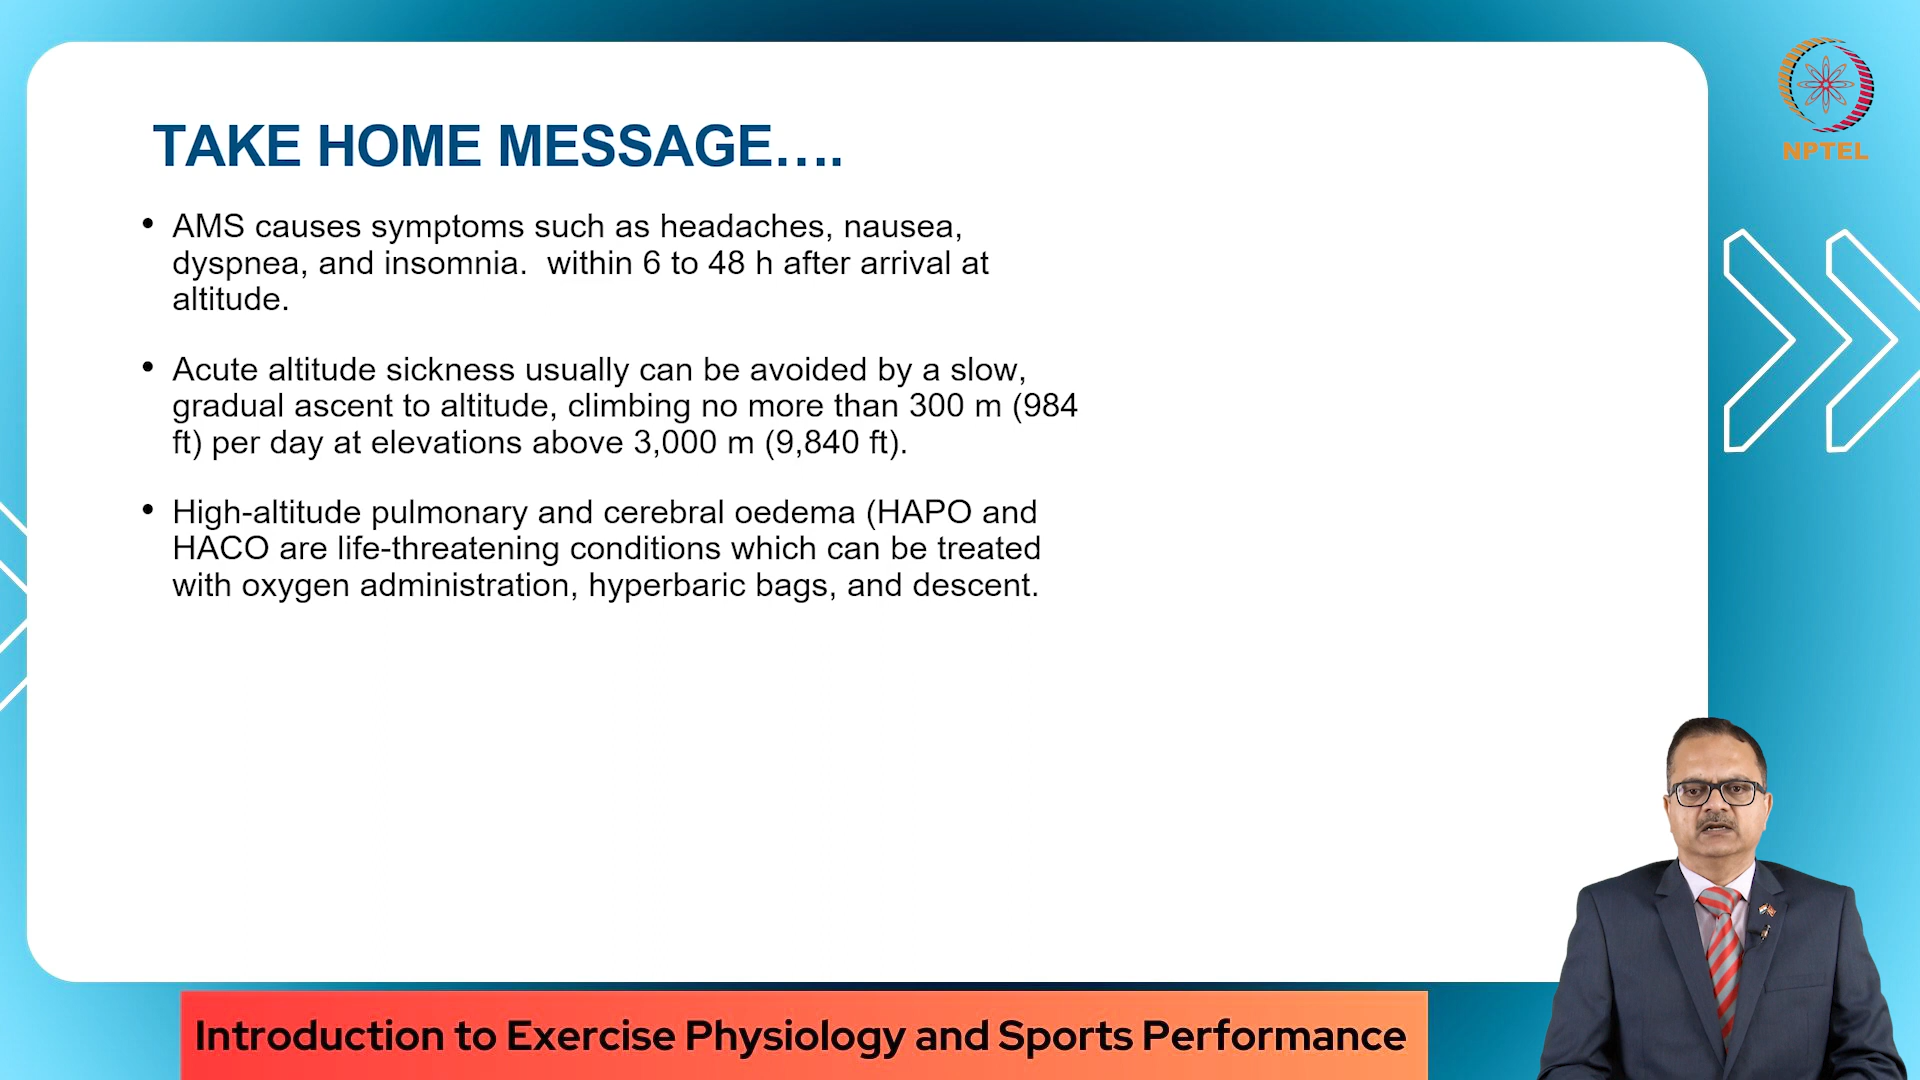 TAKE HOME MESSAGE....
• AMS causes symptoms such as headaches, nausea,
dyspnea, and insomnia.  within 6 to 48 h after arrival at
altitude.
• Acute altitude sickness usually can be avoided by a slow,
gradual ascent to altitude, climbing no more than 300 m (984
ft) per day at elevations above 3,000 m (9,840 ft).
• High-altitude pulmonary and cerebral oedema (HAPO and
HACO are life-threatening conditions which can be treated
with oxygen administration, hyperbaric bags, and descent.
NPTEL
Introduction to Exercise Physiology and Sports Performance